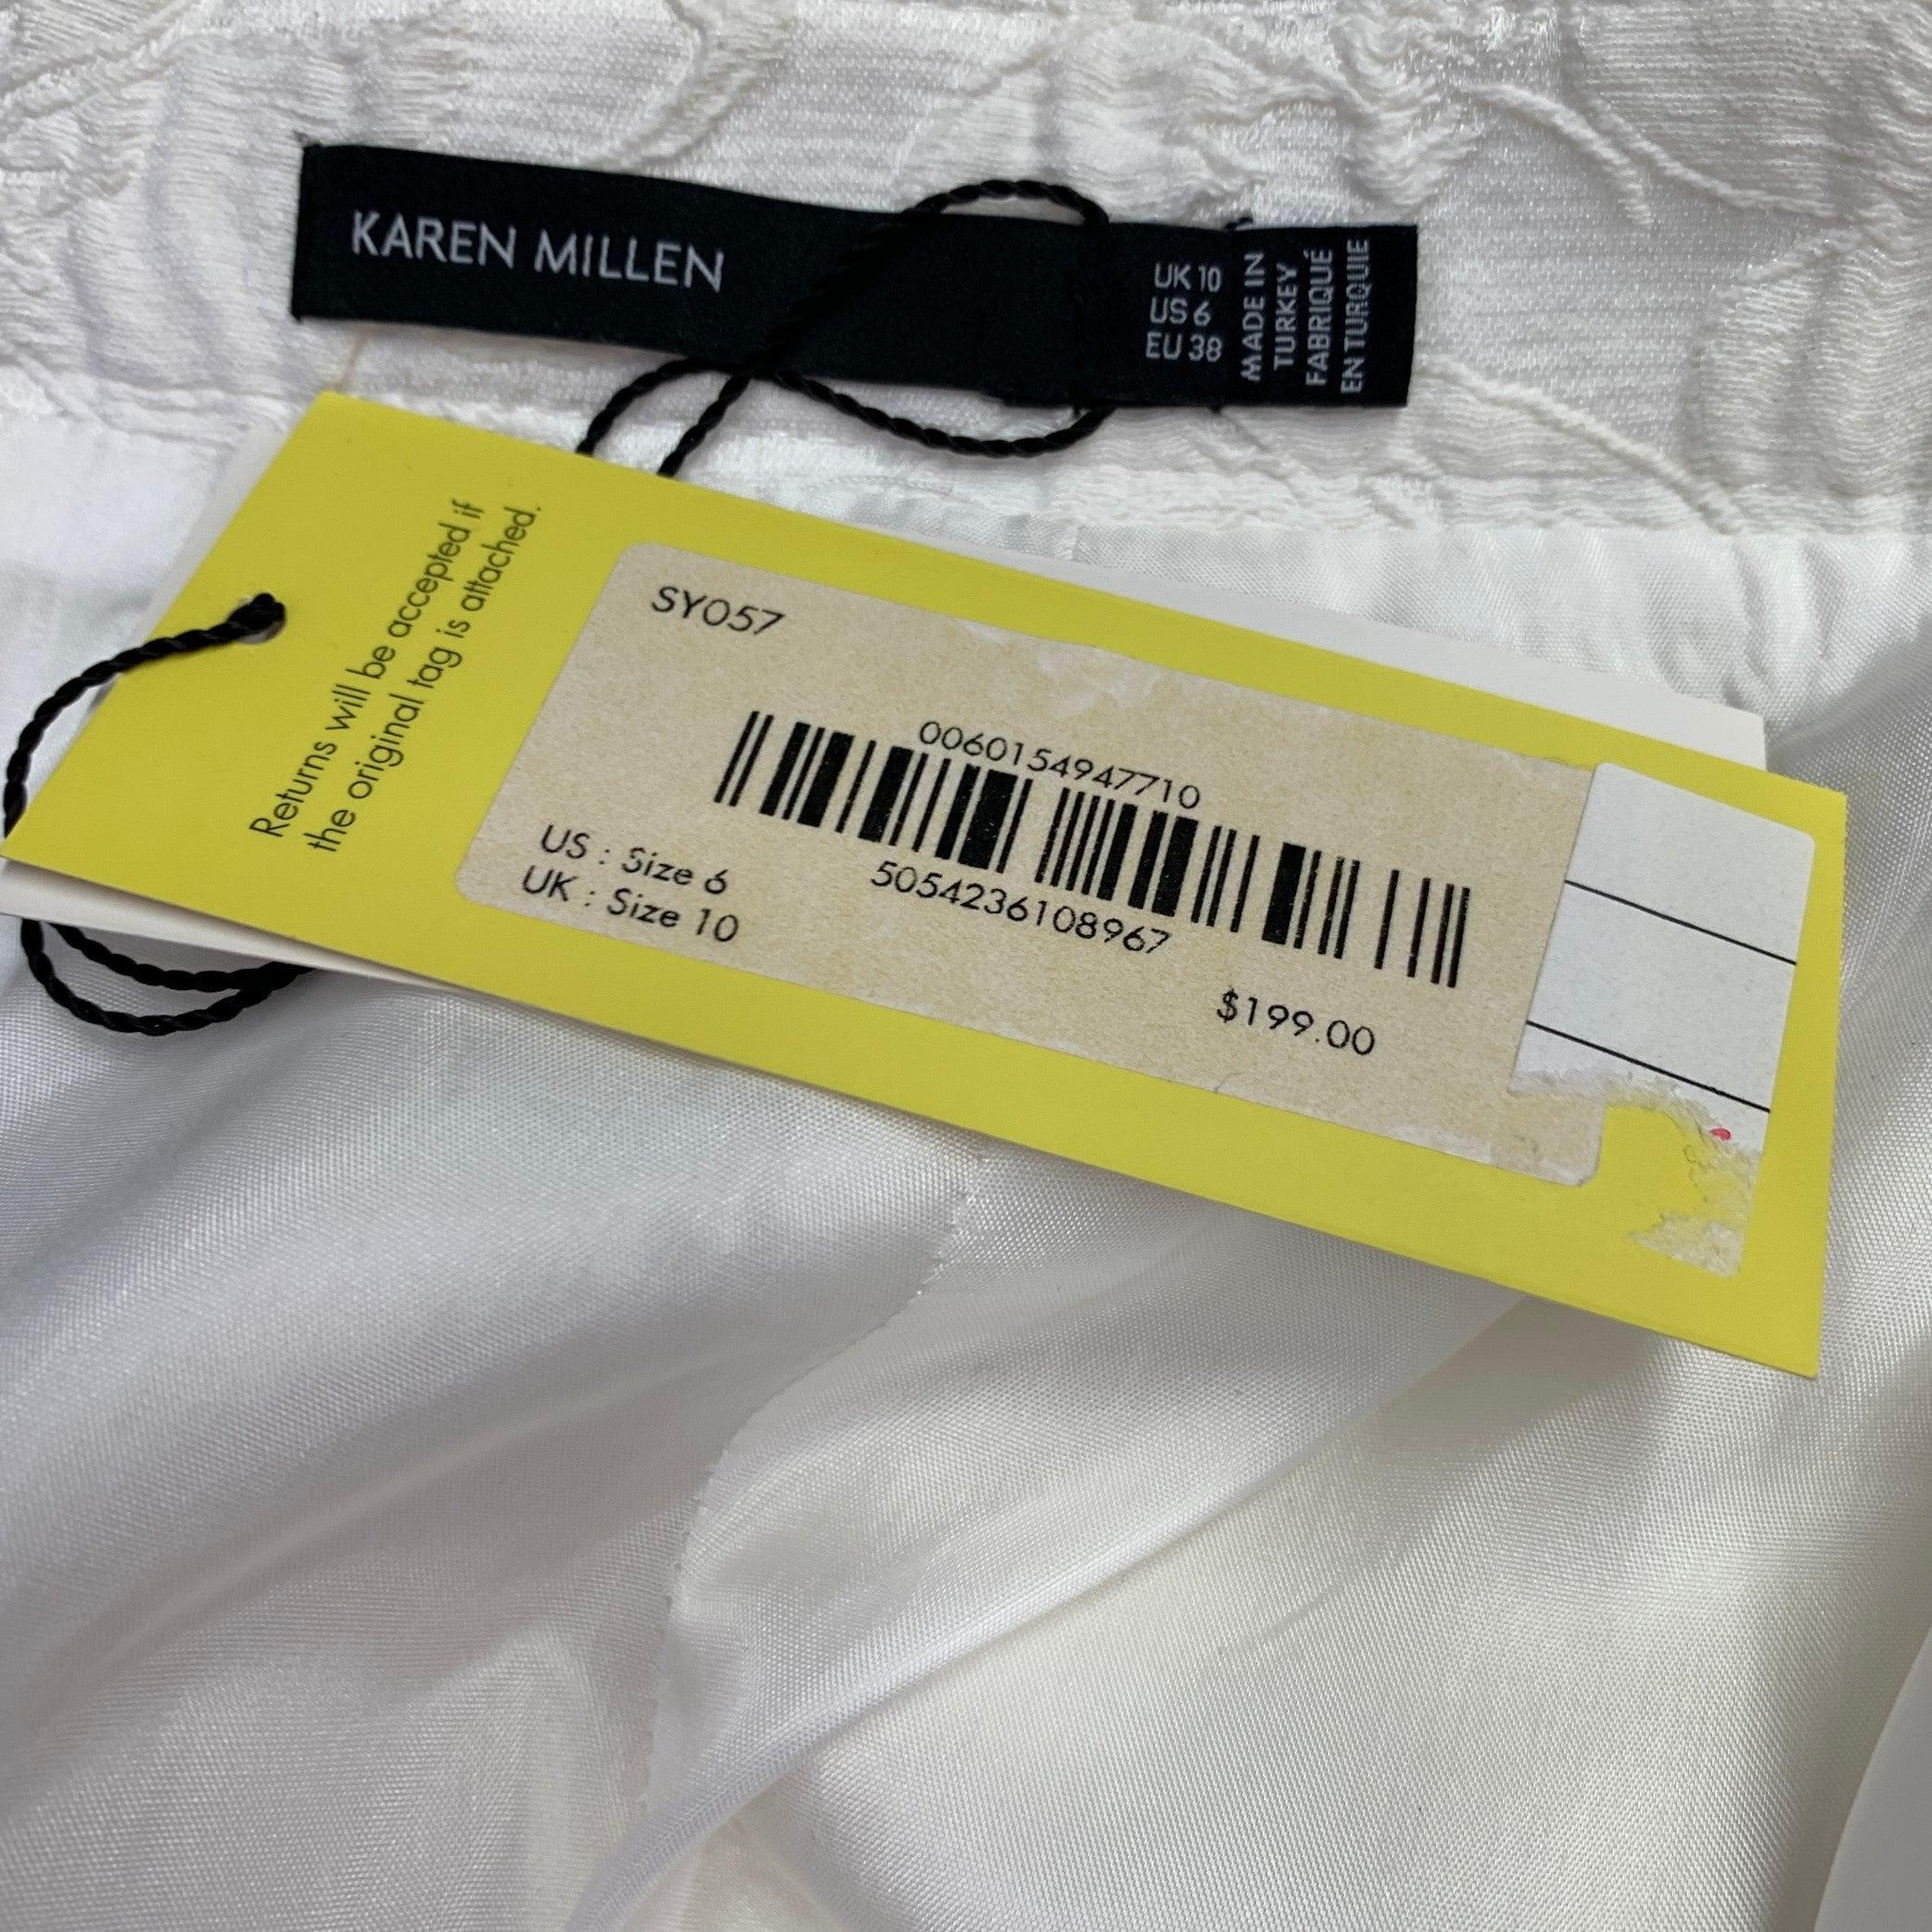 KAREN MILLEN
UK 10
US 6
EU 38
MADE IN
TURKEY
FABRIQUÉ
EN TURQUIE
Returns will be accepted if
the original tag is attached.
SY057
0060154947710
5054236108967
US : Size 6
UK : Size 10
$199.00